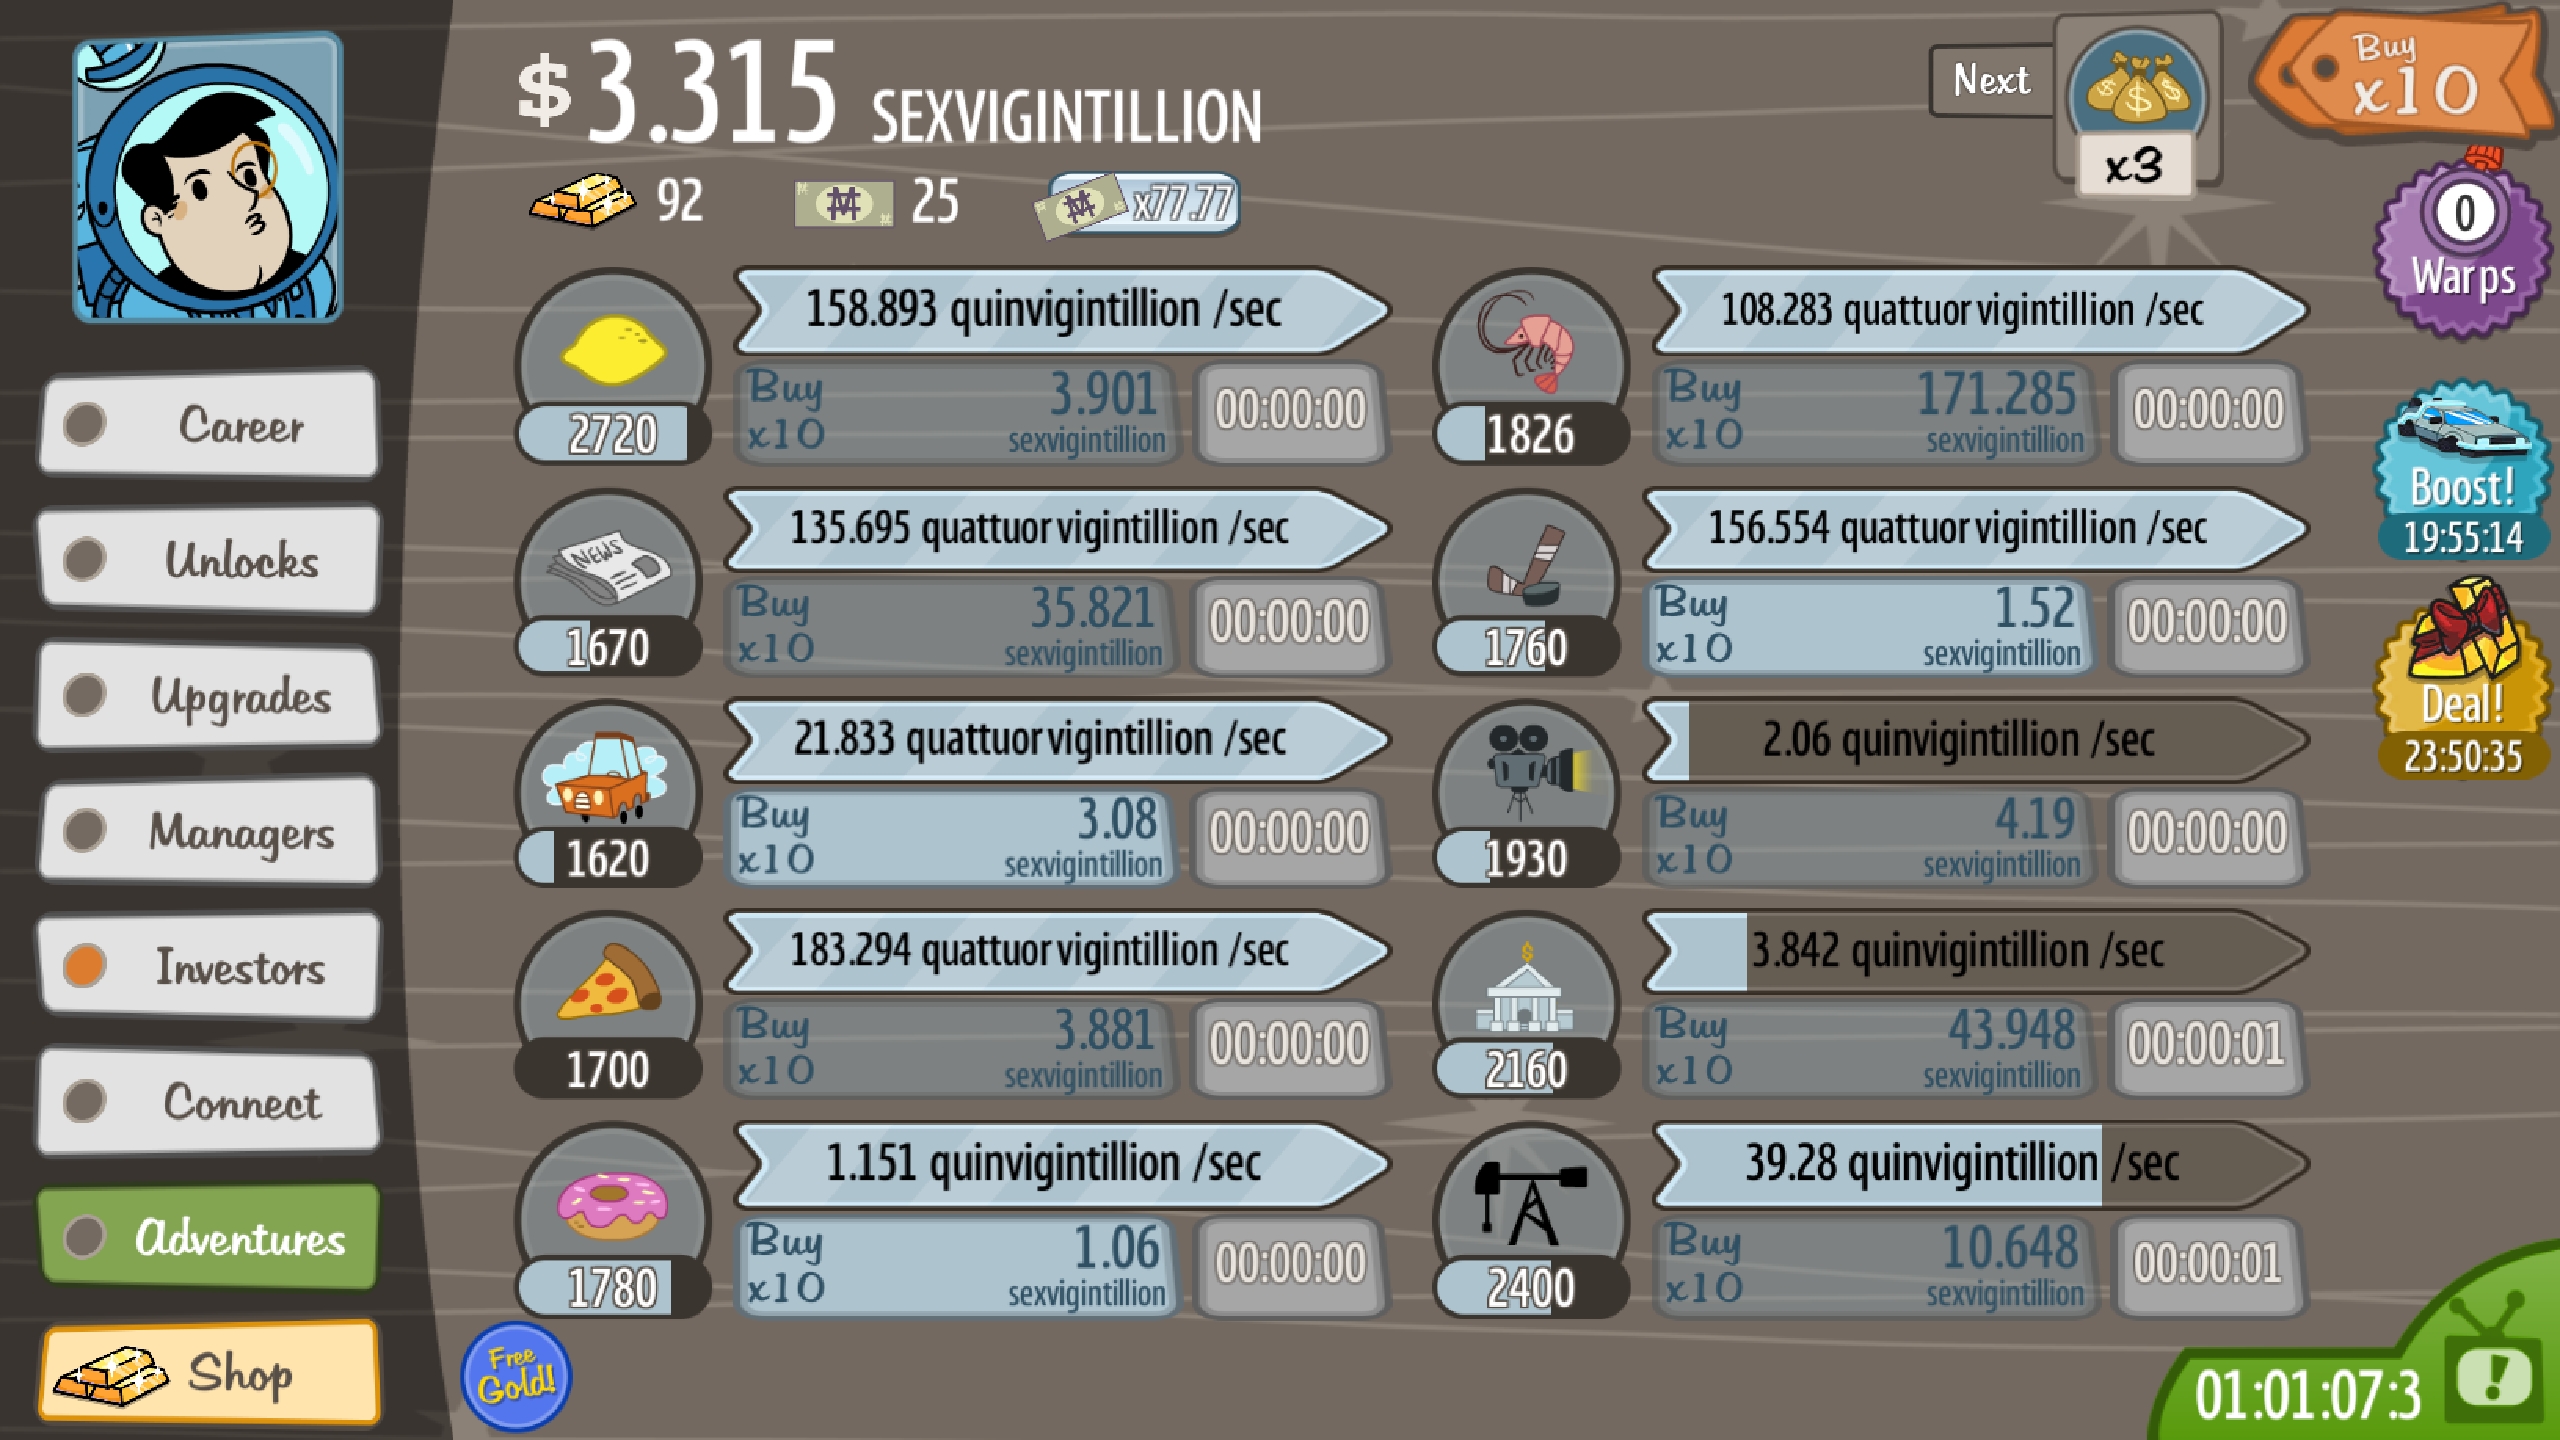 $3.315 SEXVIGINTILLION
92
25
x77.77
Next
x3
Buy
x10
0
Warps
Boost!
19:55:14
Deal!
23:50:35
Career
Unlocks
Upgrades
Managers
Investors
Connect
Adventures
Shop
158.893 quinvigintillion /sec
2720
Buy x10
3.901 sexvigintillion
00:00:00
NEWS
135.695 quattuorvigintillion /sec
1670
Buy x10
35.821 sexvigintillion
00:00:00
21.833 quattuorvigintillion /sec
1620
Buy x10
3.08 sexvigintillion
00:00:00
183.294 quattuorvigintillion /sec
1700
Buy x10
3.881 sexvigintillion
00:00:00
1.151 quinvigintillion /sec
1780
Buy x10
1.06 sexvigintillion
00:00:00
108.283 quattuorvigintillion /sec
1826
Buy x10
171.285 sexvigintillion
00:00:00
156.554 quattuorvigintillion /sec
1760
Buy x10
1.52 sexvigintillion
00:00:00
2.06 quinvigintillion /sec
1930
Buy x10
4.19 sexvigintillion
00:00:00
3.842 quinvigintillion /sec
2160
Buy x10
43.948 sexvigintillion
00:00:01
39.28 quinvigintillion /sec
2400
Buy x10
10.648 sexvigintillion
00:00:01
Free Gold!
01:01:07:3